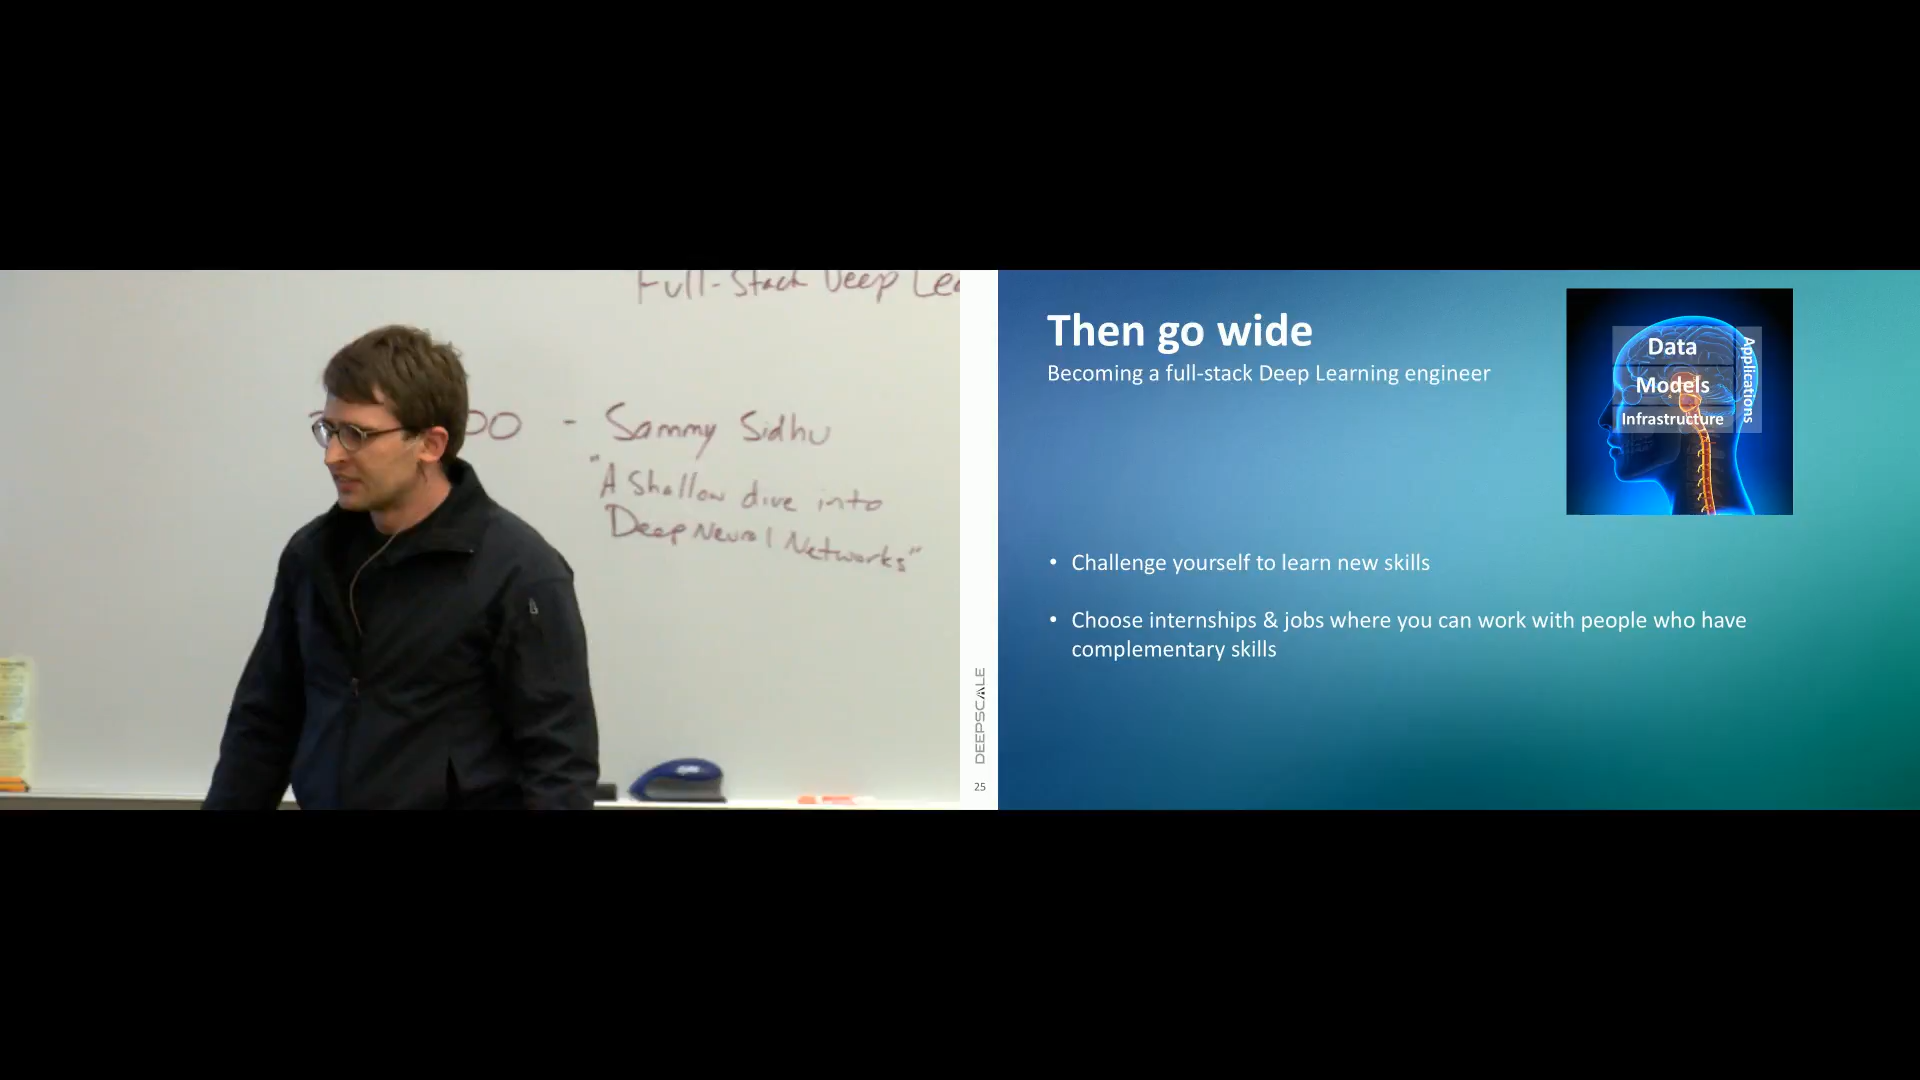 Full-Stack Deep
00 - Sammy Sidhu
"A Shallow dive into
Deep Neural Networks"
DEEPSCALE
25
Then go wide
Becoming a full-stack Deep Learning engineer
Data
Models
Infrastructure
Applications
• Challenge yourself to learn new skills
• Choose internships & jobs where you can work with people who have
complementary skills